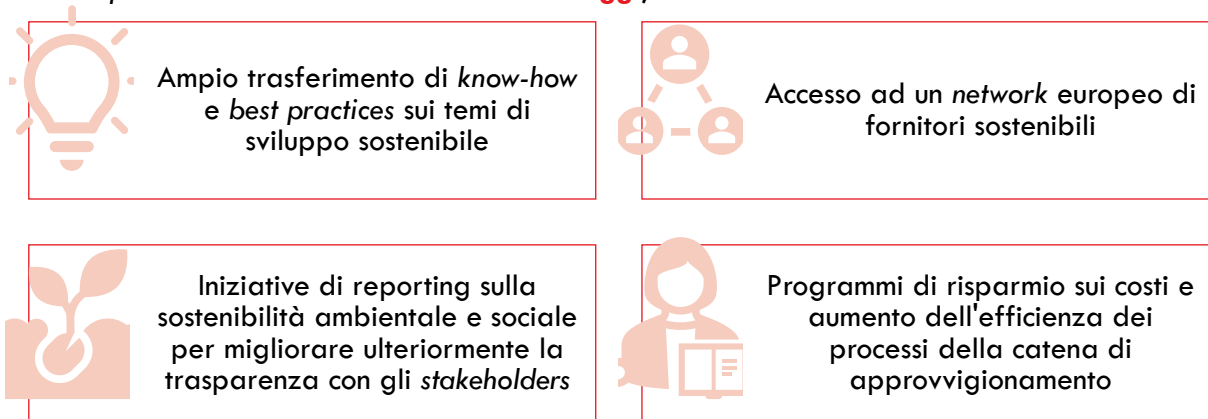 Ampio trasferimento di know-how
e best practices sui temi di
sviluppo sostenibile
Accesso ad un network europeo di
fornitori sostenibili
Iniziative di reporting sulla
sostenibilità ambientale e sociale
per migliorare ulteriormente la
trasparenza con gli stakeholders
Programmi di risparmio sui costi e
aumento dell'efficienza dei
processi della catena di
approvvigionamento